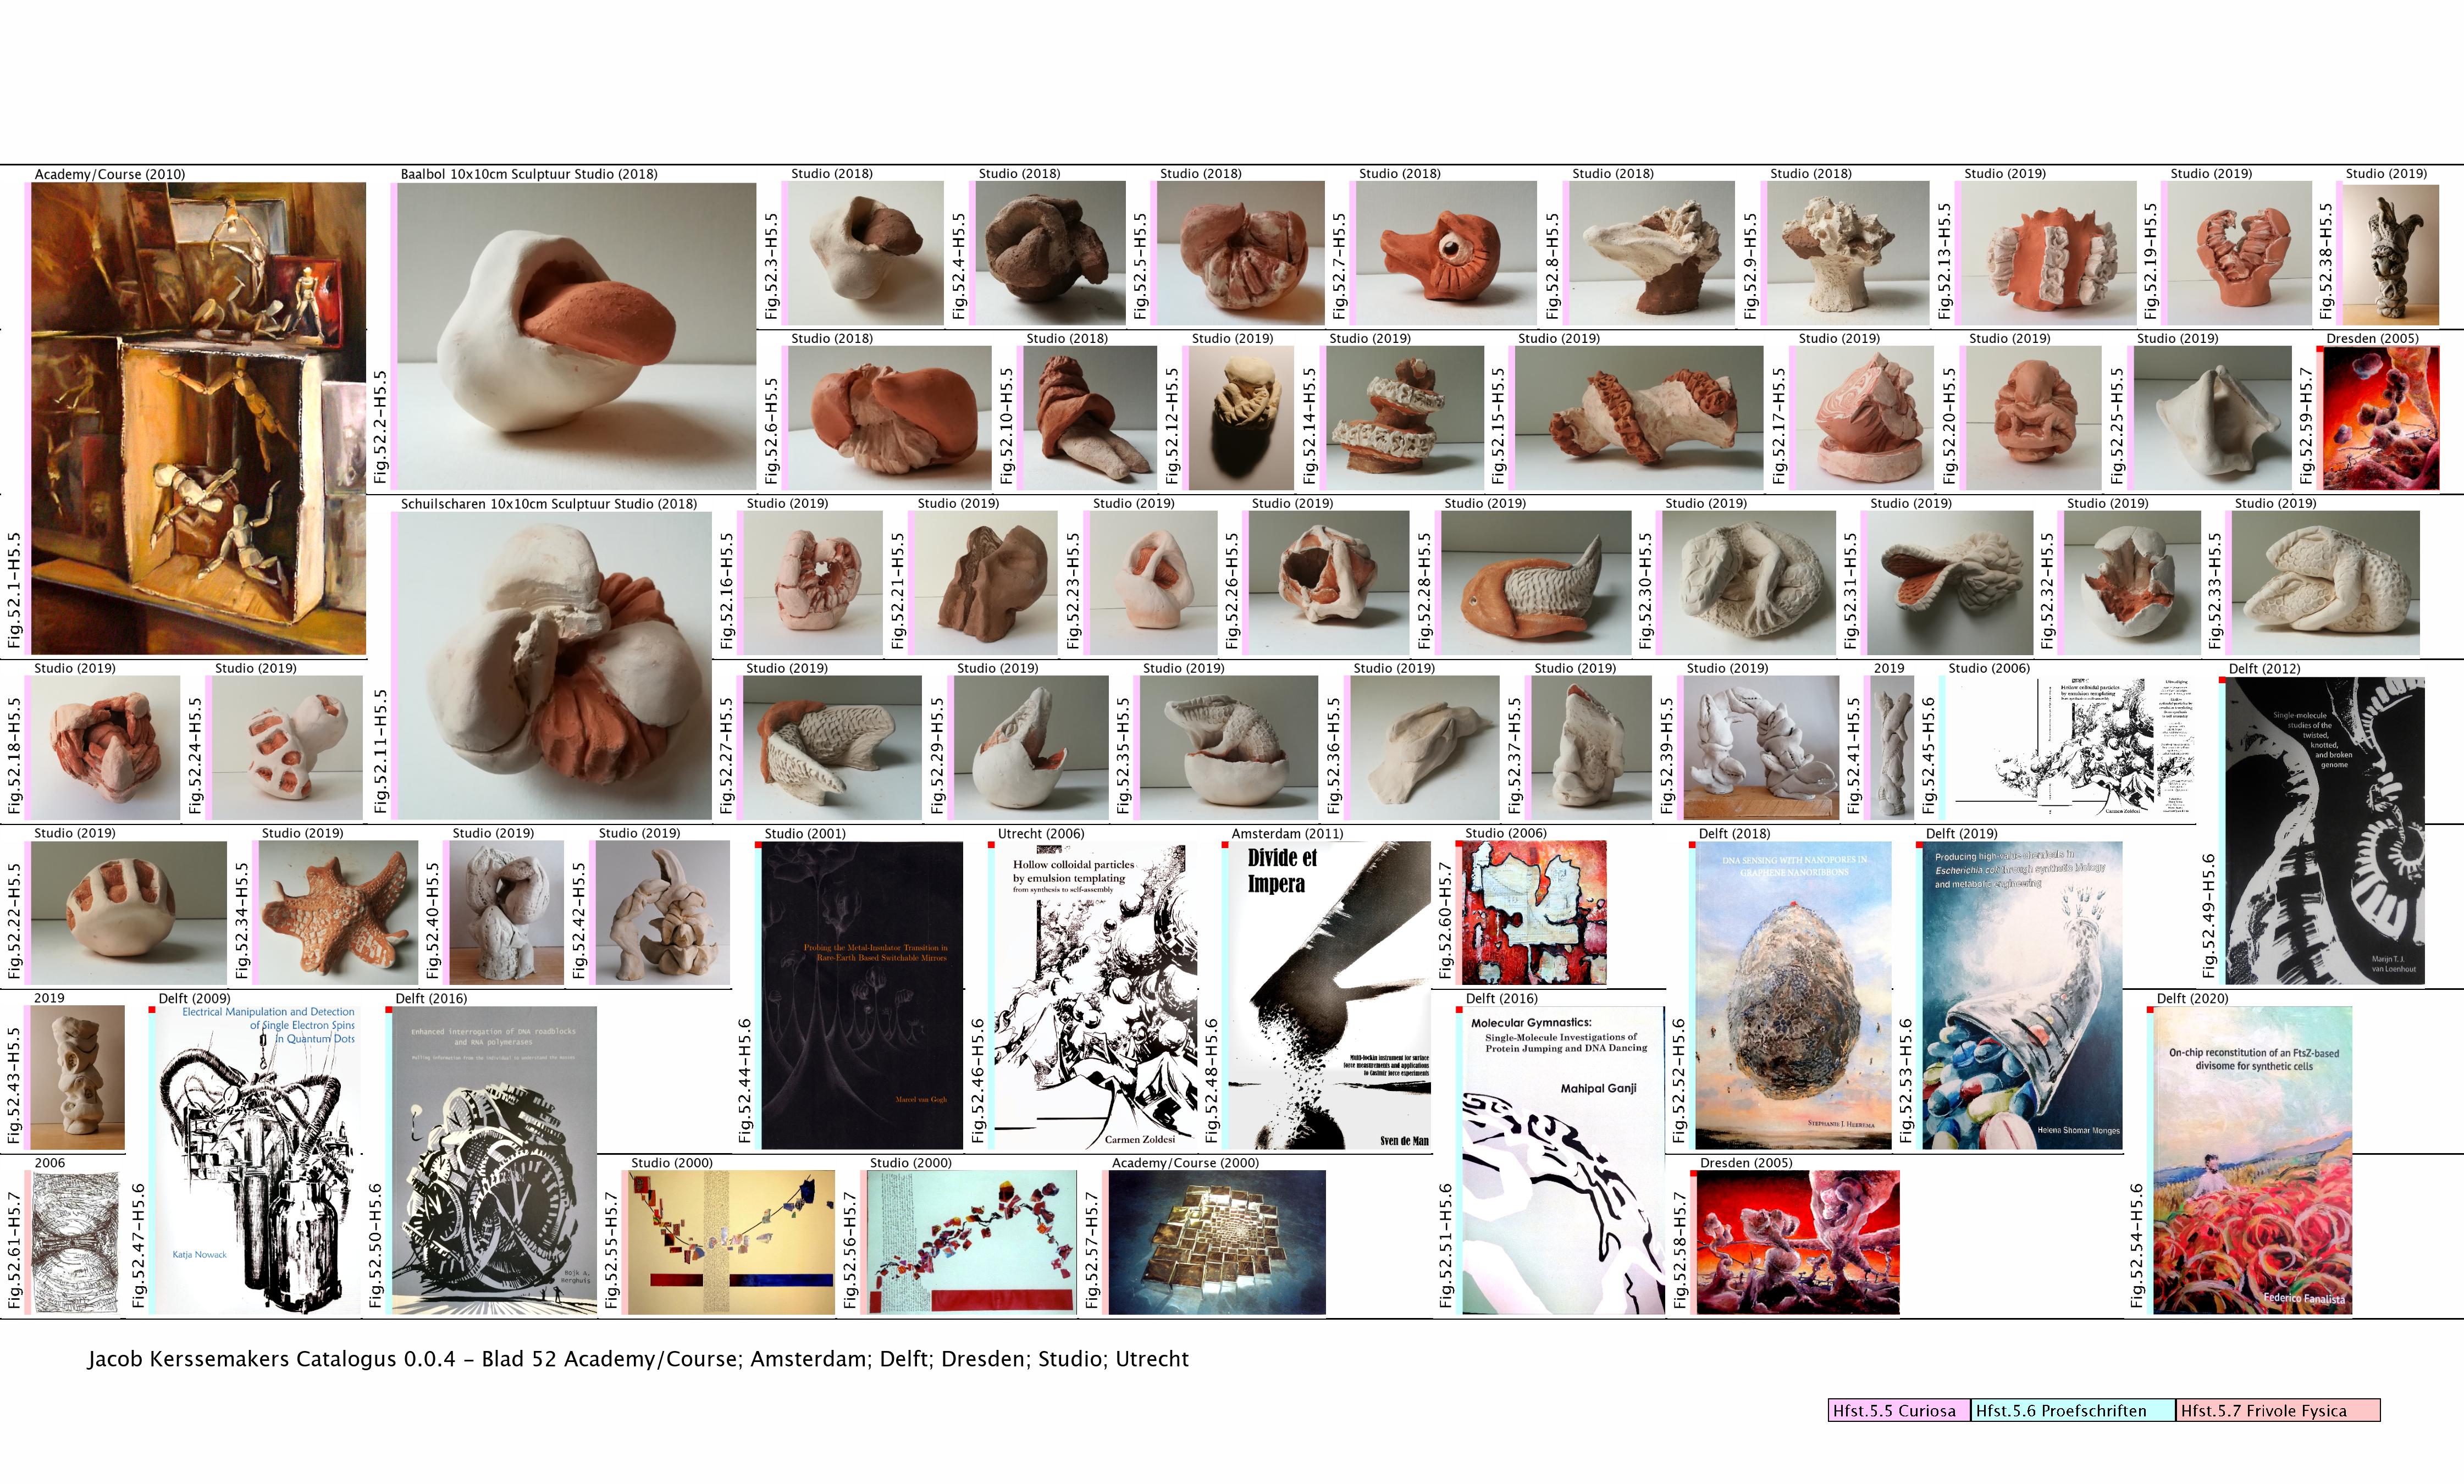 Academy/Course (2010)
Fig.52.1-H5.5
Baalbol 10x10cm Sculptuur Studio (2018)
Fig.52.2-H5.5
Studio (2018)
Fig.52.3-H5.5
Studio (2018)
Fig.52.4-H5.5
Studio (2018)
Fig.52.5-H5.5
Studio (2018)
Fig.52.7-H5.5
Studio (2018)
Fig.52.8-H5.5
Studio (2018)
Fig.52.9-H5.5
Studio (2019)
Fig.52.13-H5.5
Studio (2019)
Fig.52.19-H5.5
Studio (2019)
Fig.52.38-H5.5
Studio (2018)
Fig.52.6-H5.5
Studio (2018)
Fig.52.10-H5.5
Studio (2019)
Fig.52.12-H5.5
Studio (2019)
Fig.52.14-H5.5
Studio (2019)
Fig.52.15-H5.5
Studio (2019)
Fig.52.17-H5.5
Studio (2019)
Fig.52.20-H5.5
Studio (2019)
Fig.52.25-H5.5
Dresden (2005)
Fig.52.59-H5.7
Schuilscharen 10x10cm Sculptuur Studio (2018)
Fig.52.11-H5.5
Studio (2019)
Fig.52.16-H5.5
Studio (2019)
Fig.52.21-H5.5
Studio (2019)
Fig.52.23-H5.5
Studio (2019)
Fig.52.26-H5.5
Studio (2019)
Fig.52.28-H5.5
Studio (2019)
Fig.52.30-H5.5
Studio (2019)
Fig.52.31-H5.5
Studio (2019)
Fig.52.32-H5.5
Studio (2019)
Fig.52.33-H5.5
Studio (2019)
Fig.52.18-H5.5
Studio (2019)
Fig.52.24-H5.5
Studio (2019)
Fig.52.27-H5.5
Studio (2019)
Fig.52.29-H5.5
Studio (2019)
Fig.52.35-H5.5
Studio (2019)
Fig.52.36-H5.5
Studio (2019)
Fig.52.37-H5.5
Studio (2019)
Fig.52.39-H5.5
2019
Fig.52.41-H5.5
Studio (2006)
Fig.52.45-H5.6
Hollow colloidal particles
by emulsion templating
Carmen Zoldesi
Delft (2012)
Fig.52.49-H5.6
Single-molecule
studies of the
twisted,
knotted,
and broken
genome
Marijn T. J.
van Loenhout
Studio (2019)
Fig.52.22-H5.5
Studio (2019)
Fig.52.34-H5.5
Studio (2019)
Fig.52.40-H5.5
Studio (2019)
Fig.52.42-H5.5
Studio (2001)
Fig.52.44-H5.6
Probing the Metal-Insulator Transition in
Rare-Earth Based Switchable Mirrors
Marcel van Gogh
Utrecht (2006)
Fig.52.46-H5.6
Hollow colloidal particles
by emulsion templating
from synthesis to self-assembly
Carmen Zoldesi
Amsterdam (2011)
Fig.52.48-H5.6
Divide et
Impera
Multi-lockin instrument for surface
force measurements and applications
to Casimir force experiments
Sven de Man
Studio (2006)
Fig.52.60-H5.7
Delft (2018)
Fig.52.52-H5.6
DNA SENSING WITH NANOPORES IN
GRAPHENE NANORIBBONS
STEPHANIE J. HEEREMA
Delft (2019)
Fig.52.53-H5.6
Producing high-value chemicals in
Escherichia coli through synthetic biology
and metabolic engineering
Helena Shomar Monges
2019
Fig.52.43-H5.5
Delft (2009)
Fig.52.47-H5.6
Electrical Manipulation and Detection
of Single Electron Spins
in Quantum Dots
Katja Nowack
Delft (2016)
Fig.52.50-H5.6
Enhanced interrogation of DNA roadblocks
and RNA polymerases
Pulling information from the individual to understand the masses
Bojk A.
Berghuis
Delft (2016)
Fig.52.51-H5.6
Molecular Gymnastics:
Single-Molecule Investigations of
Protein Jumping and DNA Dancing
Mahipal Ganji
Delft (2020)
Fig.52.54-H5.6
On-chip reconstitution of an FtsZ-based
divisome for synthetic cells
Federico Fanalista
2006
Fig.52.61-H5.7
Studio (2000)
Fig.52.55-H5.7
Studio (2000)
Fig.52.56-H5.7
Academy/Course (2000)
Fig.52.57-H5.7
Dresden (2005)
Fig.52.58-H5.7
Jacob Kerssemakers Catalogus 0.0.4 - Blad 52 Academy/Course; Amsterdam; Delft; Dresden; Studio; Utrecht
Hfst.5.5 Curiosa
Hfst.5.6 Proefschriften
Hfst.5.7 Frivole Fysica